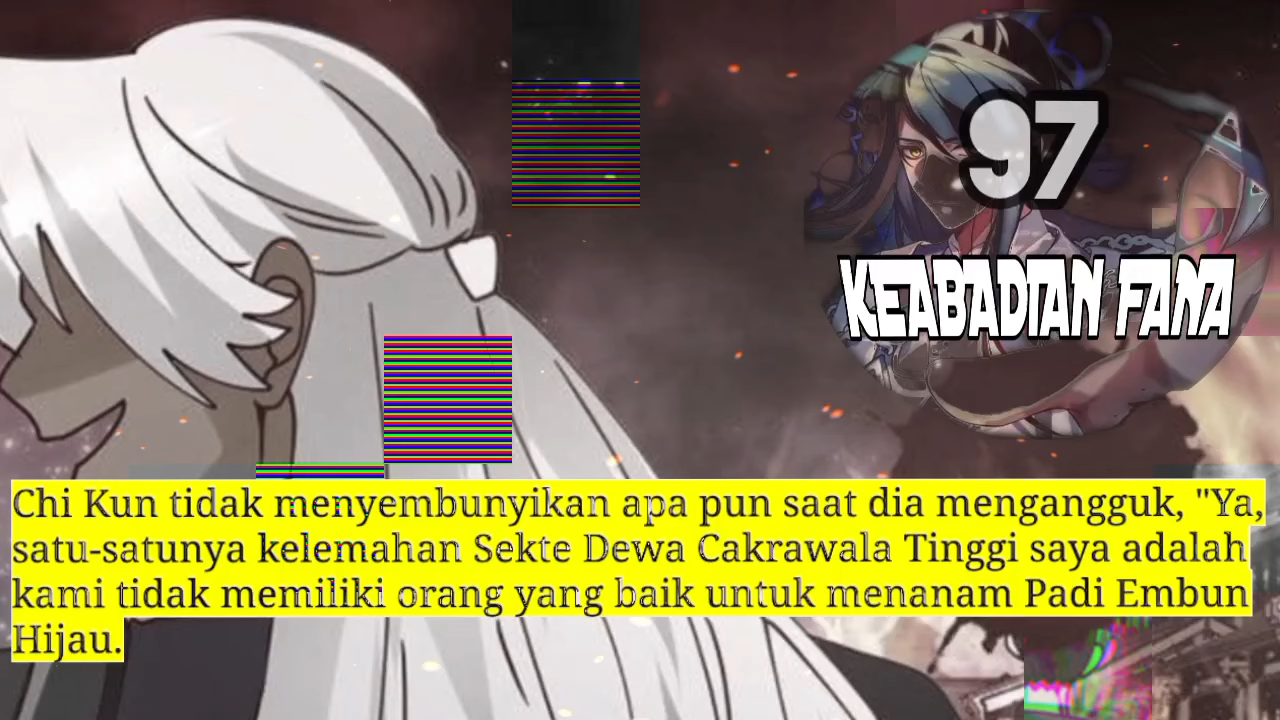 97
KEABADIAN FANA
Chi Kun tidak menyembunyikan apa pun saat dia mengangguk, "Ya,
satu-satunya kelemahan Sekte Dewa Cakrawala Tinggi saya adalah
kami tidak memiliki orang yang baik untuk menanam Padi Embun
Hijau.